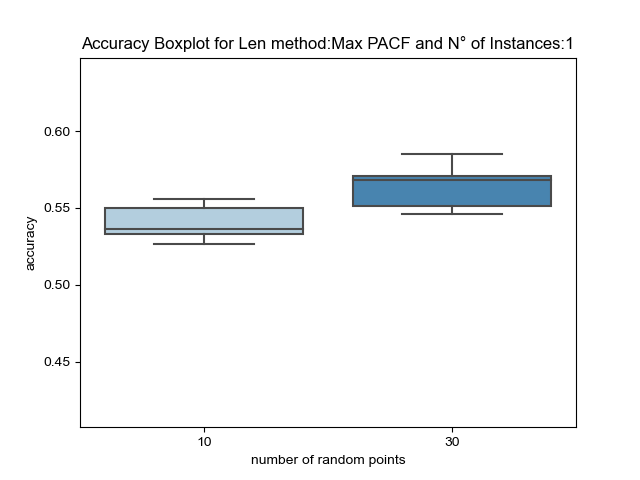 Accuracy Boxplot for Len method:Max PACF and N° of Instances:1
0.60
0.55
0.50
0.45
accuracy
10
30
number of random points